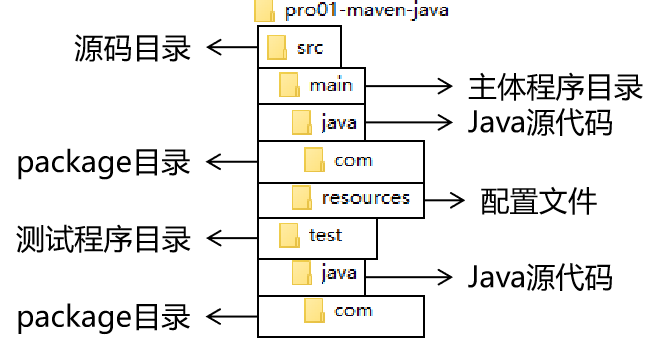 pro01-maven-java
源码目录
src
main
主体程序目录
java
Java源代码
package目录
com
resources
配置文件
测试程序目录
test
java
Java源代码
package目录
com